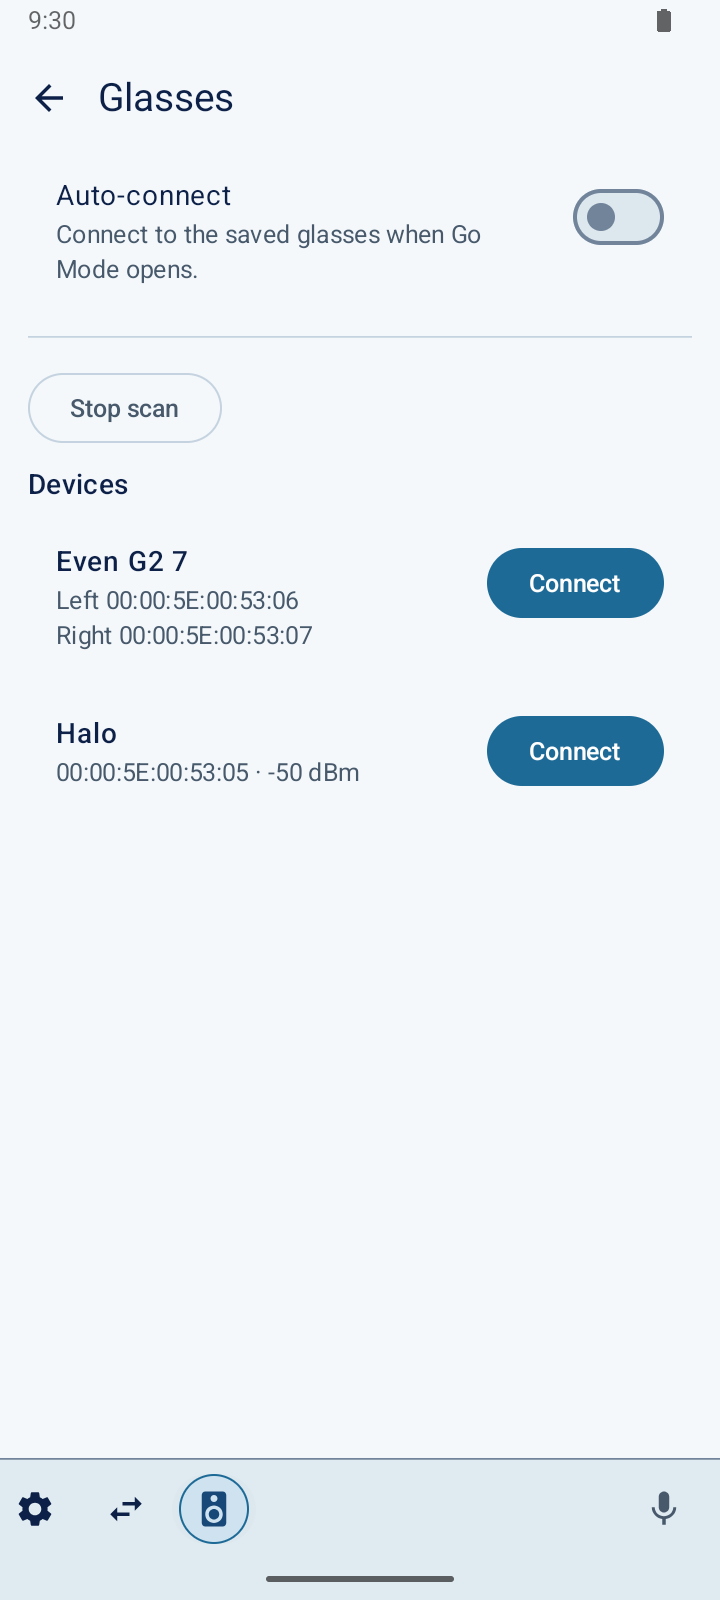 9:30
Glasses
Auto-connect
Connect to the saved glasses when Go
Mode opens.
Stop scan
Devices
Even G2 7
Left 00:00:5E:00:53:06
Right 00:00:5E:00:53:07
Connect
Halo
00:00:5E:00:53:05 · -50 dBm
Connect